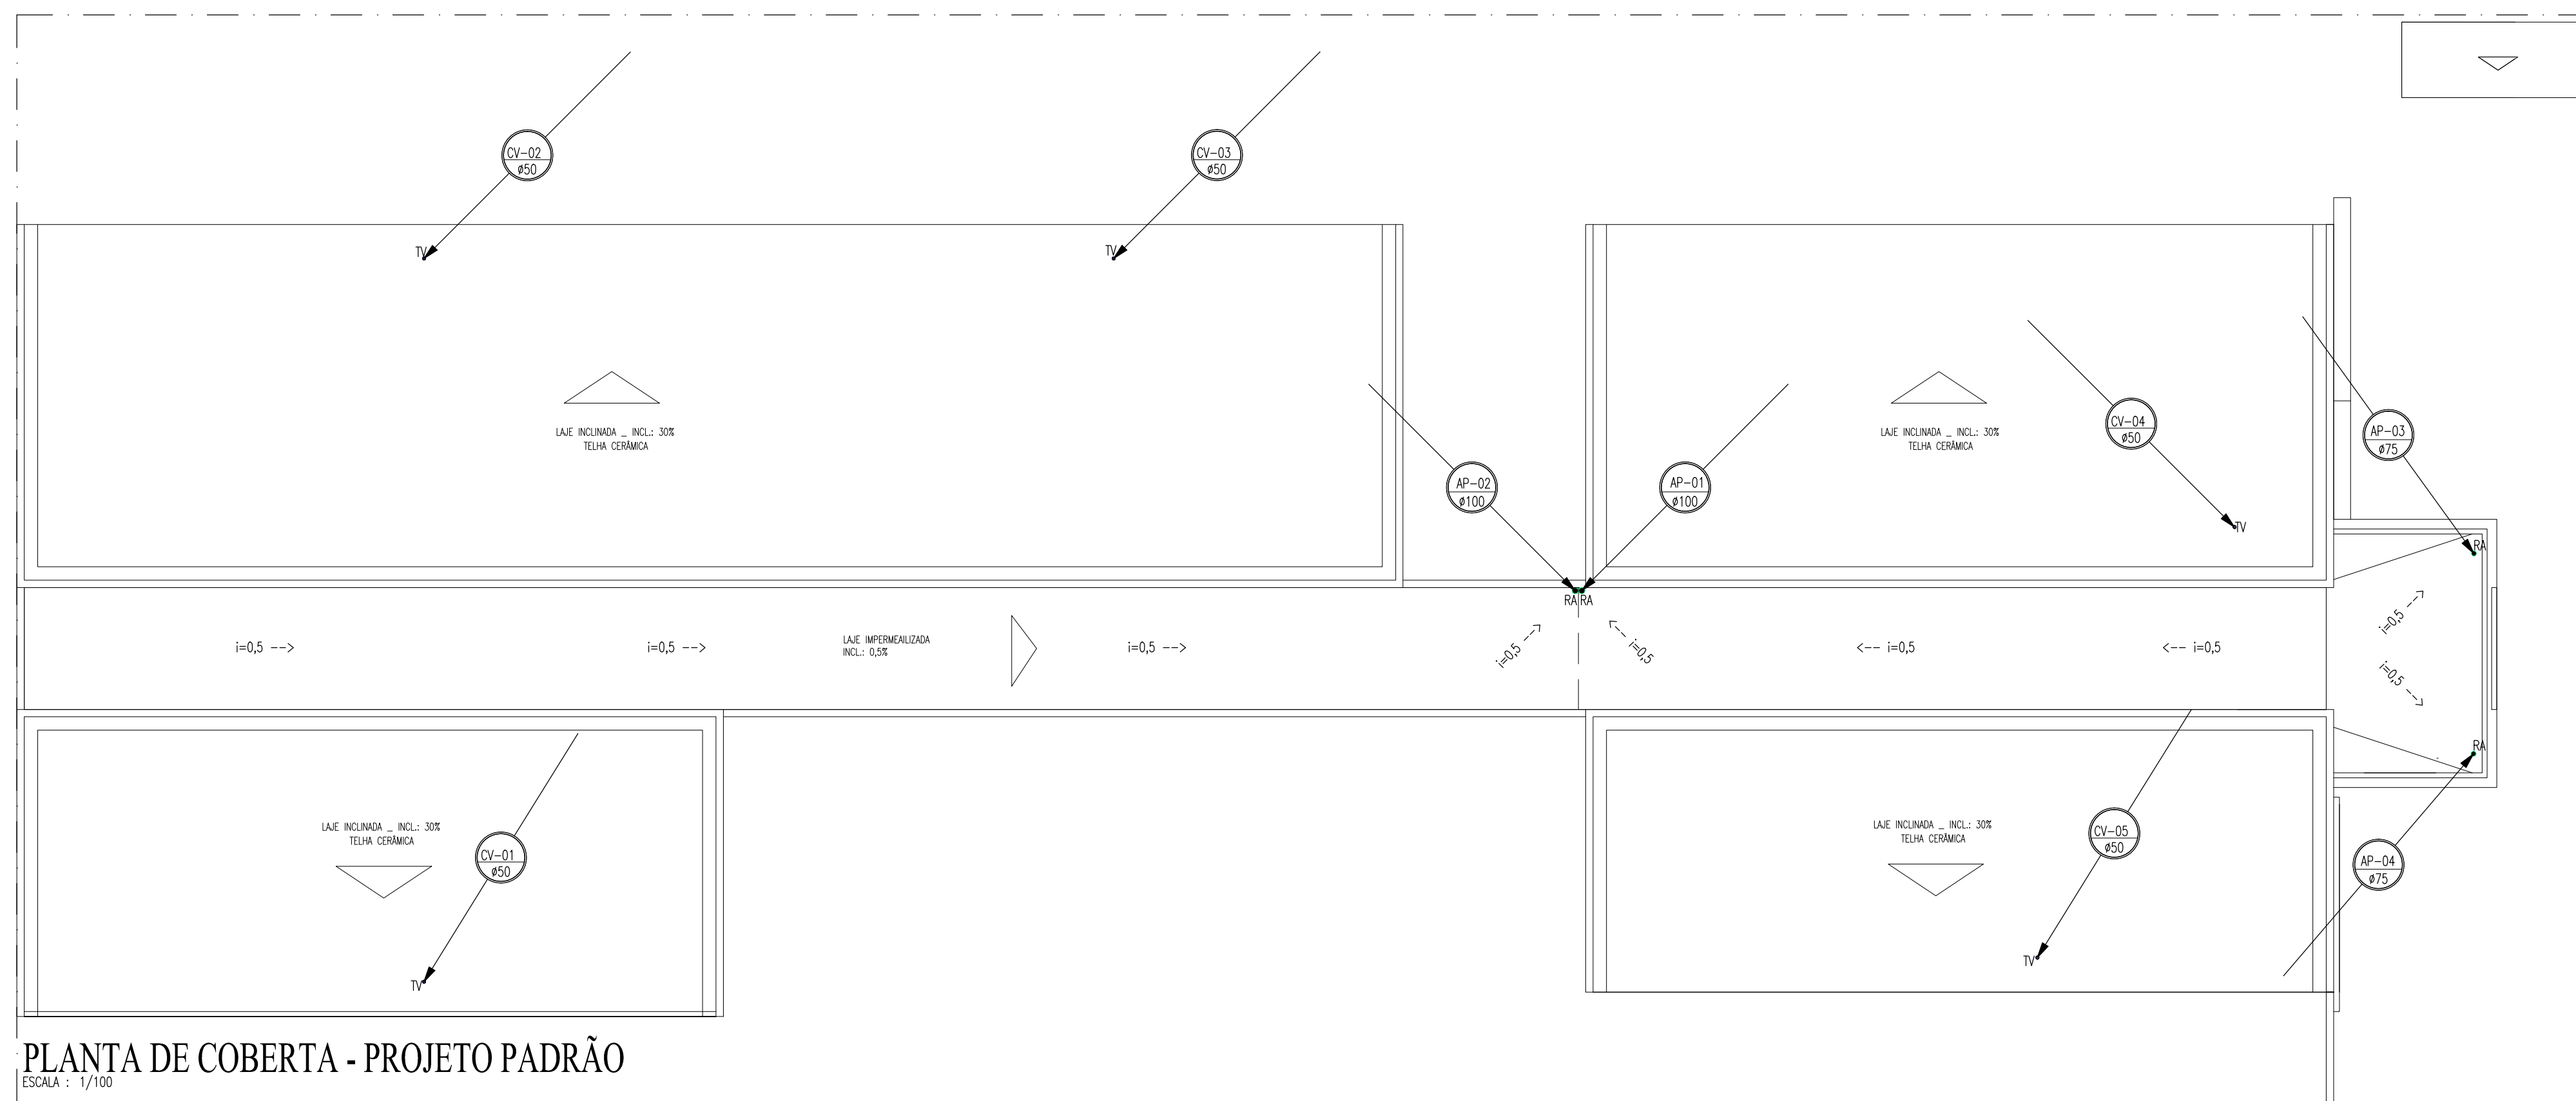 CV-02
ø50
CV-03
ø50
TV
TV
LAJE INCLINADA _ INCL.: 30%
TELHA CERÂMICA
LAJE INCLINADA _ INCL.: 30%
TELHA CERÂMICA
CV-04
ø50
AP-03
ø75
AP-02
ø100
AP-01
ø100
TV
RA
RA RA
i=0,5 -->
i=0,5 -->
LAJE IMPERMEAILIZADA
INCL.: 0,5%
i=0,5 -->
i=0,5 -->
<-- i=0,5
<-- i=0,5
<-- i=0,5
i=0,5 -->
i=0,5 -->
RA
LAJE INCLINADA _ INCL.: 30%
TELHA CERÂMICA
CV-01
ø50
LAJE INCLINADA _ INCL.: 30%
TELHA CERÂMICA
CV-05
ø50
AP-04
ø75
TV
TV
PLANTA DE COBERTA - PROJETO PADRÃO
ESCALA : 1/100